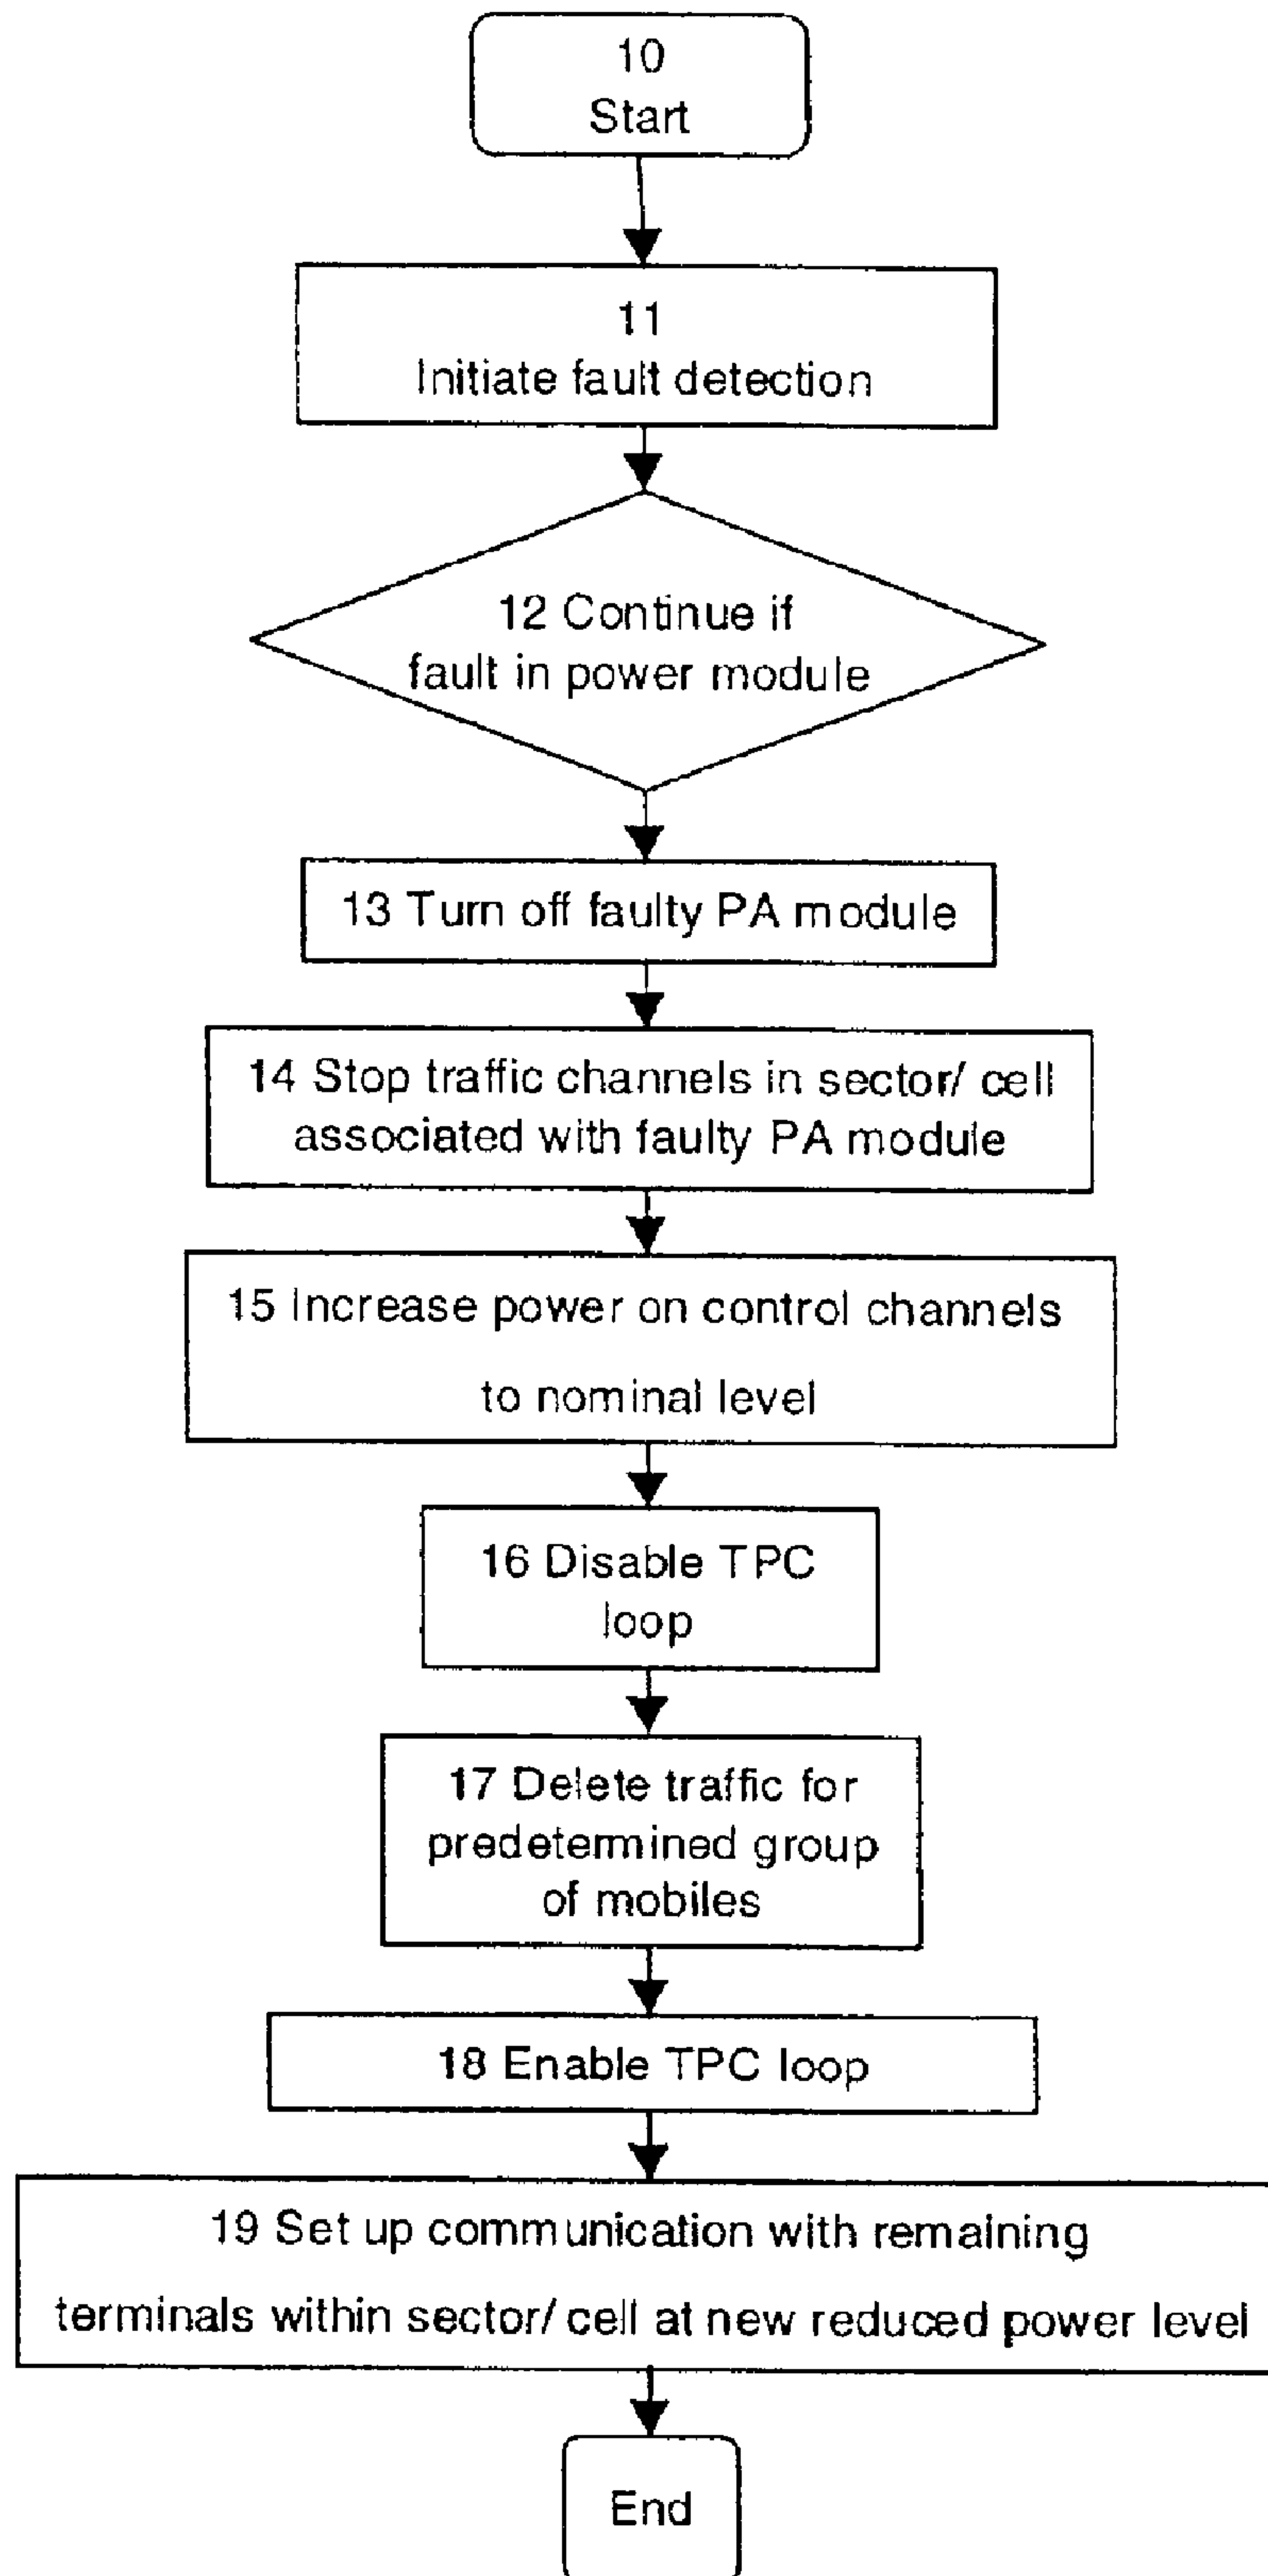 10
Start
11
Initiate fault detection
12 Continue if
fault in power module
13 Turn off faulty PA module
14 Stop traffic channels in sector/ cell
associated with faulty PA module
15 Increase power on control channels
to nominal level
16 Disable TPC
loop
17 Delete traffic for
predetermined group
of mobiles
18 Enable TPC loop
19 Set up communication with remaining
terminals within sector/ cell at new reduced power level
End